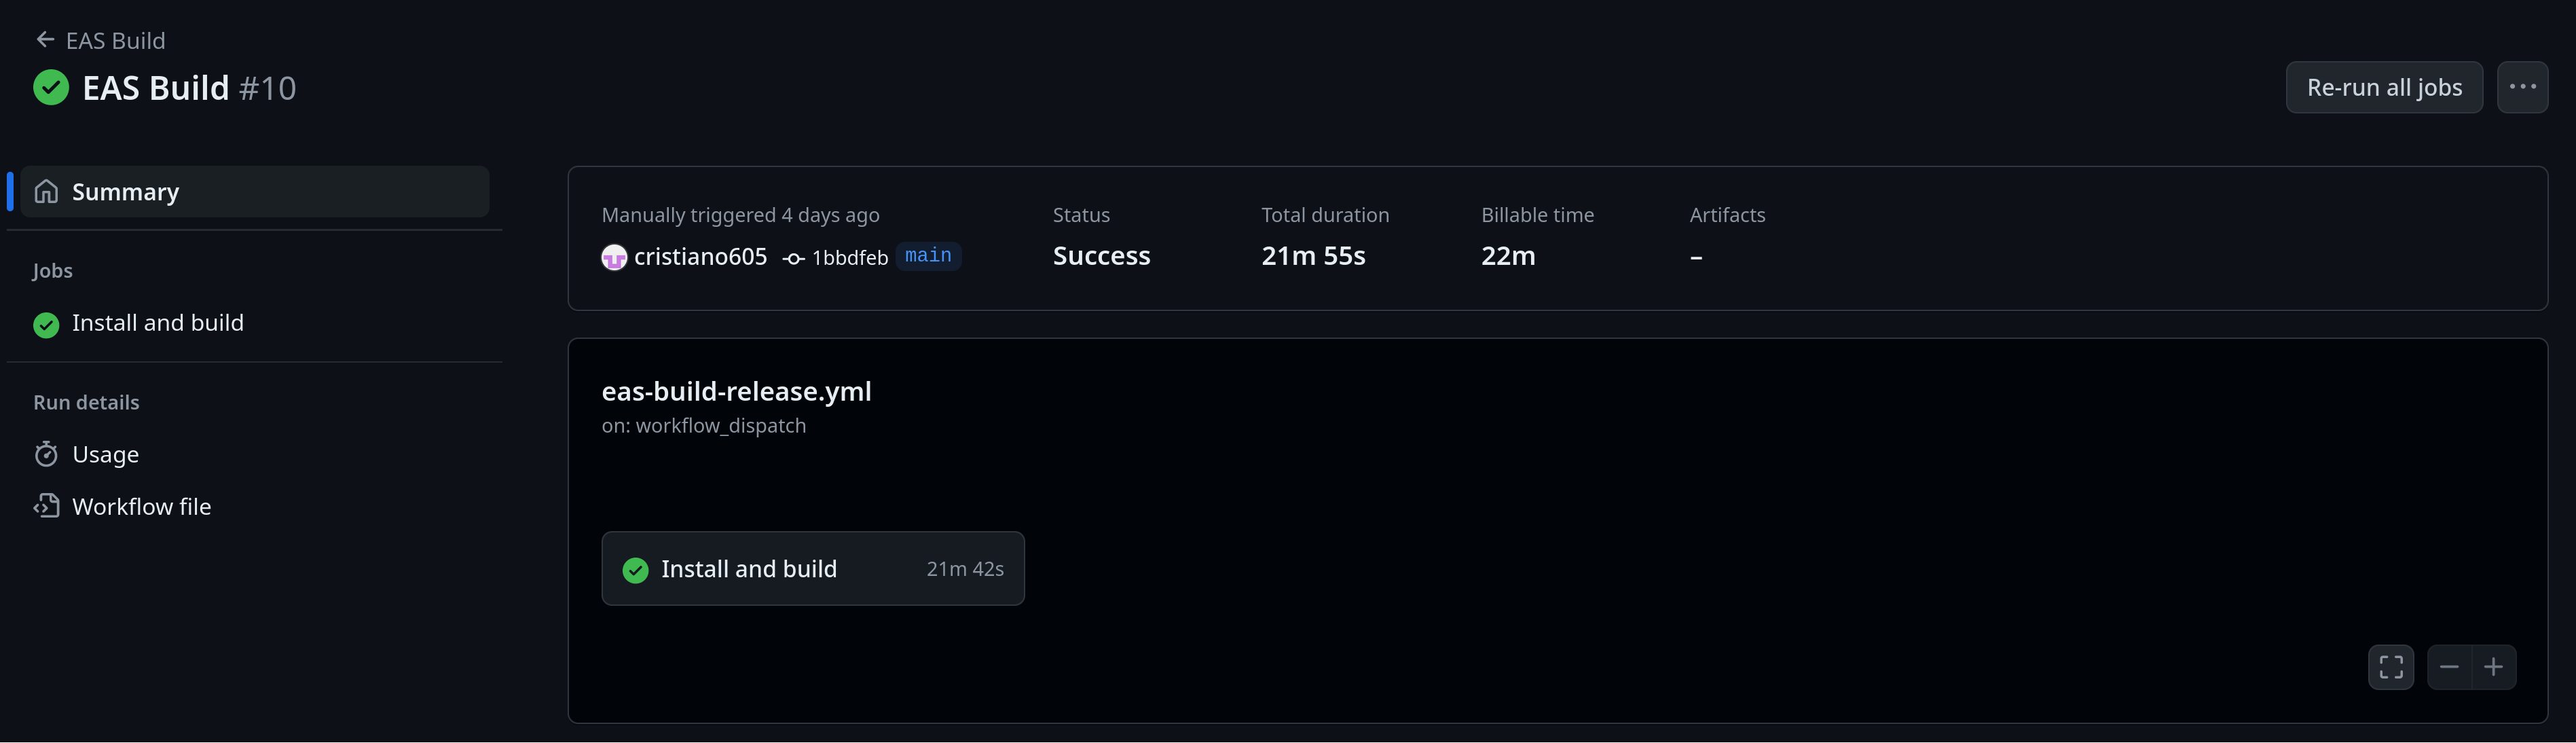 EAS Build
EAS Build #10
Re-run all jobs
Summary
Jobs
Install and build
Run details
Usage
Workflow file
Manually triggered 4 days ago
cristiano605 1bbdfeb main
Status
Success
Total duration
21m 55s
Billable time
22m
Artifacts
–
eas-build-release.yml
on: workflow_dispatch
Install and build 21m 42s